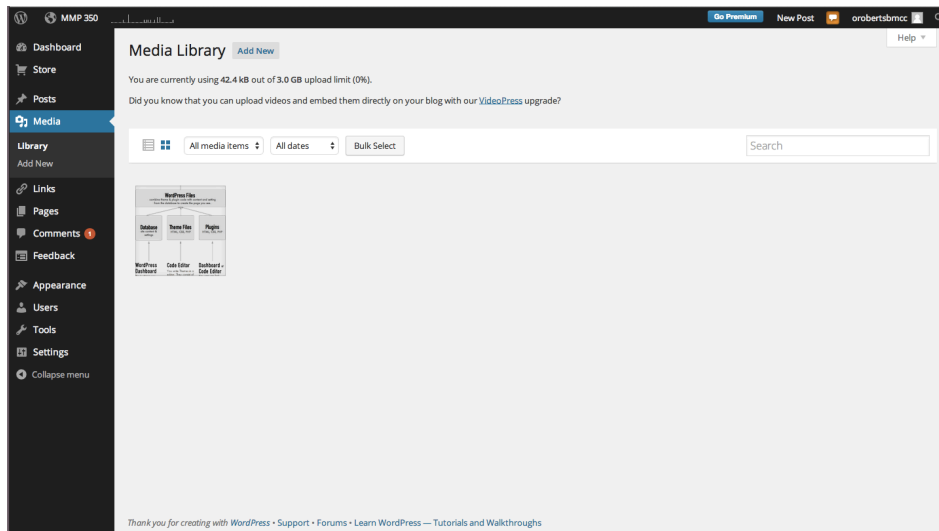 MMP 350
Go Premium
New Post
orobertsbmcc
Help
Dashboard
Store
Posts
Media
Library
Add New
Links
Pages
Comments 1
Feedback
Appearance
Users
Tools
Settings
Collapse menu
Media Library Add New
You are currently using 42.4 kB out of 3.0 GB upload limit (0%).
Did you know that you can upload videos and embed them directly on your blog with our VideoPress upgrade?
All media items
All dates
Bulk Select
Search
WordPress Files
Database Theme Files Plugins
WordPress Code Editor Dashboard
Dashboard Code Editor
Thank you for creating with WordPress • Support • Forums • Learn WordPress — Tutorials and Walkthroughs